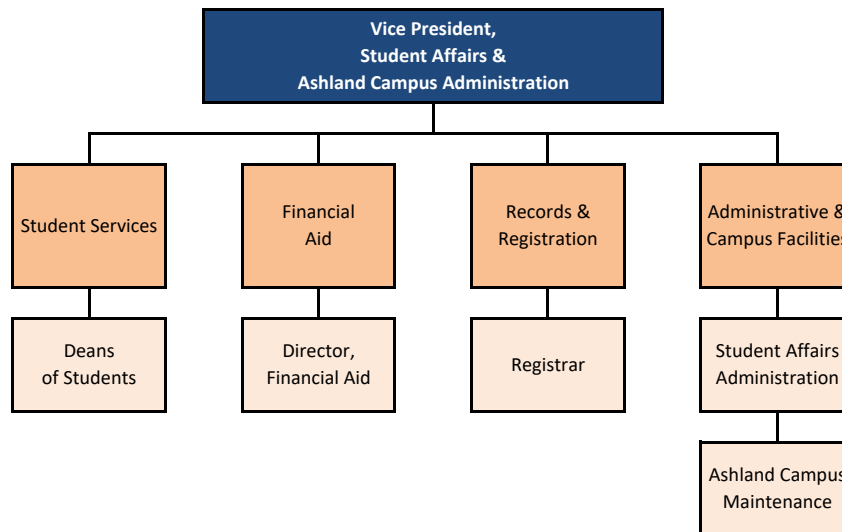 Vice President,
Student Affairs &
Ashland Campus Administration
Student Services
Financial
Aid
Records &
Registration
Administrative &
Campus Facilities
Deans
of Students
Director,
Financial Aid
Registrar
Student Affairs
Administration
Ashland Campus
Maintenance